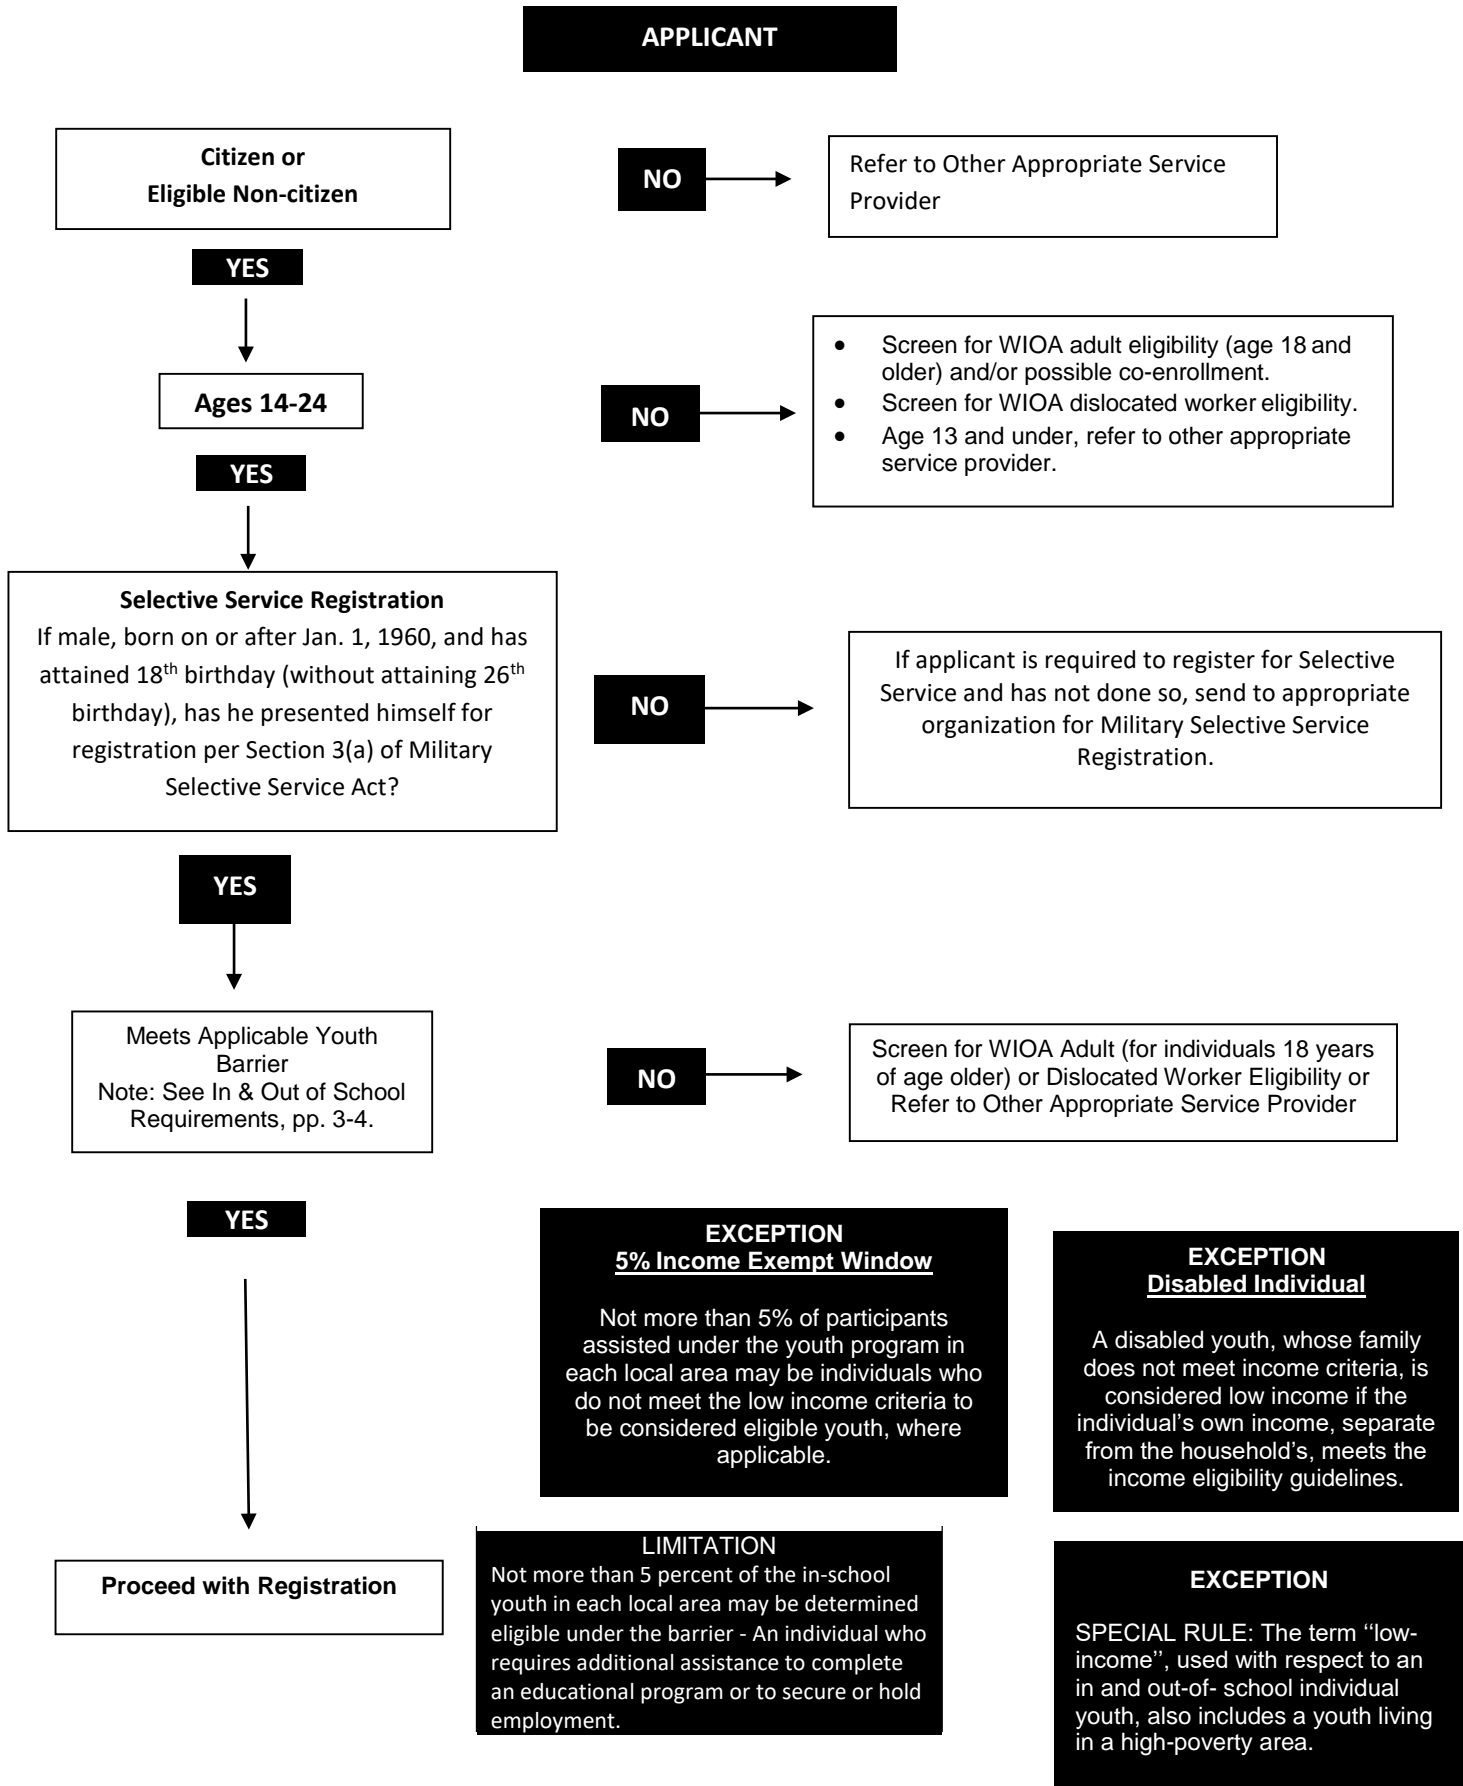 APPLICANT
Citizen or
Eligible Non-citizen
NO
Refer to Other Appropriate Service
Provider
YES
Ages 14-24
NO
• Screen for WIOA adult eligibility (age 18 and
older) and/or possible co-enrollment.
• Screen for WIOA dislocated worker eligibility.
• Age 13 and under, refer to other appropriate
service provider.
YES
Selective Service Registration
If male, born on or after Jan. 1, 1960, and has
attained 18th birthday (without attaining 26th
birthday), has he presented himself for
registration per Section 3(a) of Military
Selective Service Act?
NO
If applicant is required to register for Selective
Service and has not done so, send to appropriate
organization for Military Selective Service
Registration.
YES
Meets Applicable Youth
Barrier
Note: See In & Out of School
Requirements, pp. 3-4.
NO
Screen for WIOA Adult (for individuals 18 years
of age older) or Dislocated Worker Eligibility or
Refer to Other Appropriate Service Provider
YES
EXCEPTION
5% Income Exempt Window
Not more than 5% of participants
assisted under the youth program in
each local area may be individuals who
do not meet the low income criteria to
be considered eligible youth, where
applicable.
EXCEPTION
Disabled Individual
A disabled youth, whose family
does not meet income criteria, is
considered low income if the
individual's own income, separate
from the household's, meets the
income eligibility guidelines.
Proceed with Registration
LIMITATION
Not more than 5 percent of the in-school
youth in each local area may be determined
eligible under the barrier - An individual who
requires additional assistance to complete
an educational program or to secure or hold
employment.
EXCEPTION
SPECIAL RULE: The term ‘‘low-
income’’, used with respect to an
in and out-of- school individual
youth, also includes a youth living
in a high-poverty area.